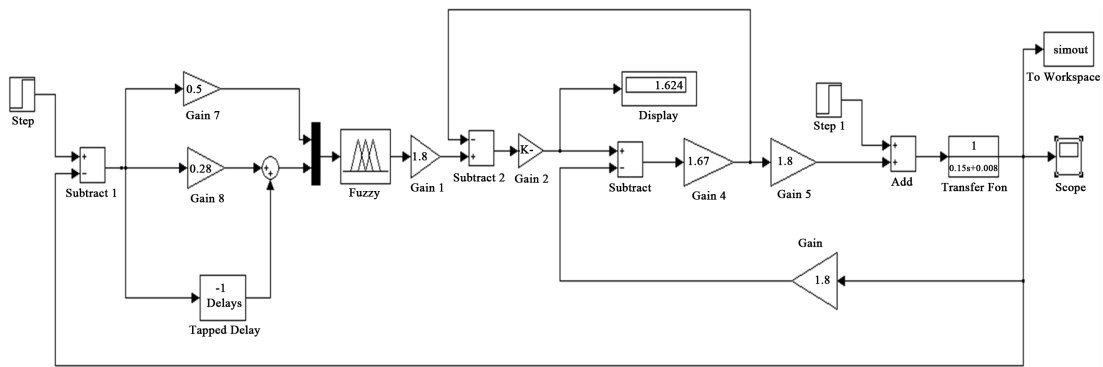 Step
+
−
Subtract 1
0.5
Gain 7
0.28
Gain 8
+
+
-1
Delays
Tapped Delay
Fuzzy
1.8
Gain 1
−
+
Subtract 2
-K-
Gain 2
1.624
Display
+
−
Subtract
1.67
Gain 4
1.8
Gain 5
Step 1
+
+
Add
1
0.15s+0.008
Transfer Fon
simout
To Workspace
Scope
Gain
1.8